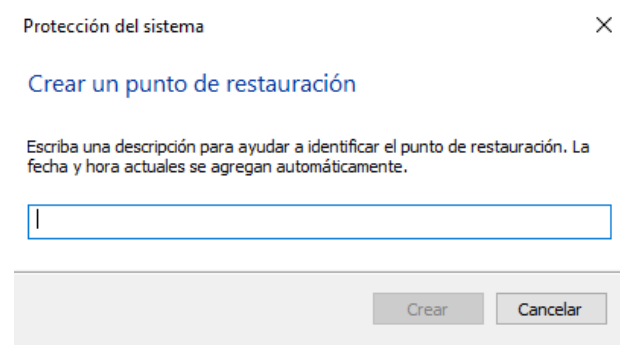 Protección del sistema
Crear un punto de restauración
Escriba una descripción para ayudar a identificar el punto de restauración. La
fecha y hora actuales se agregan automáticamente.
Crear
Cancelar